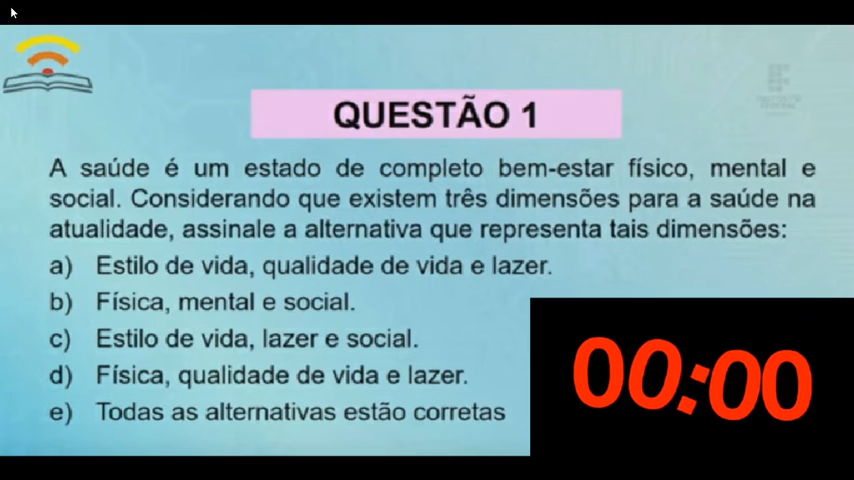 QUESTÃO 1
A saúde é um estado de completo bem-estar físico, mental e
social. Considerando que existem três dimensões para a saúde na
atualidade, assinale a alternativa que representa tais dimensões:
a) Estilo de vida, qualidade de vida e lazer.
b) Física, mental e social.
c) Estilo de vida, lazer e social.
d) Física, qualidade de vida e lazer.
e) Todas as alternativas estão corretas
00:00